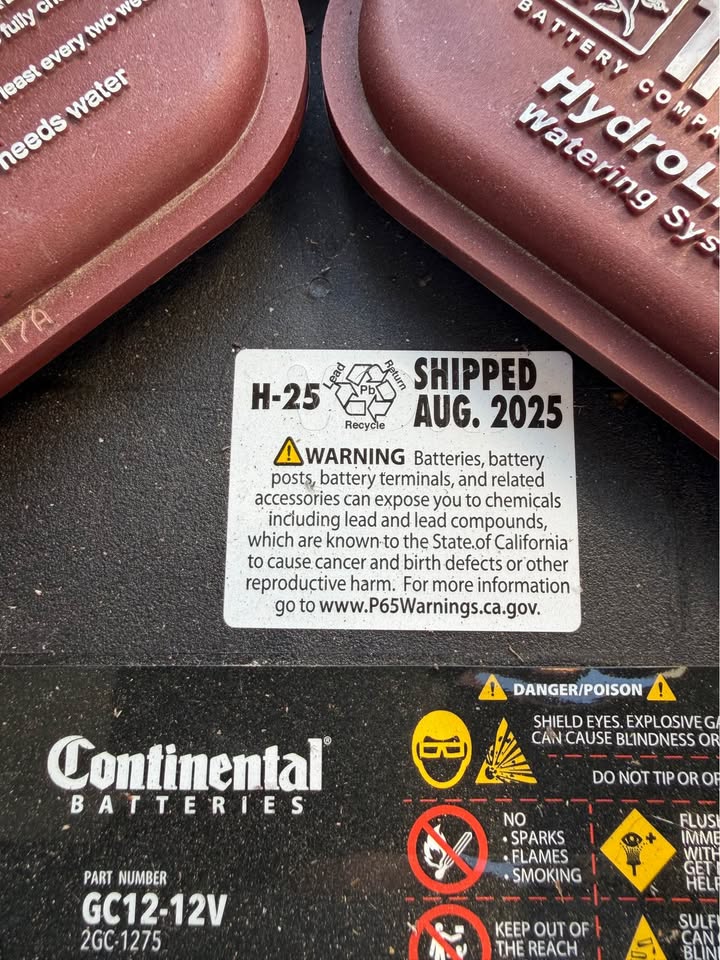 fully
least every two
needs water
17A
BATTERY
HydroL
Watering Sys
H-25
Lead
Return
Pb
Recycle
SHIPPED
AUG. 2025
WARNING Batteries, battery
posts, battery terminals, and related
accessories can expose you to chemicals
including lead and lead compounds,
which are known to the State of California
to cause cancer and birth defects or other
reproductive harm. For more information
go to www.P65Warnings.ca.gov.
Continental®
BATTERIES
PART NUMBER
GC12-12V
2GC-1275
DANGER/POISON
SHIELD EYES. EXPLOSIVE
CAN CAUSE BLINDNESS OR
DO NOT TIP OR
NO
• SPARKS
• FLAMES
• SMOKING
KEEP OUT OF
THE REACH